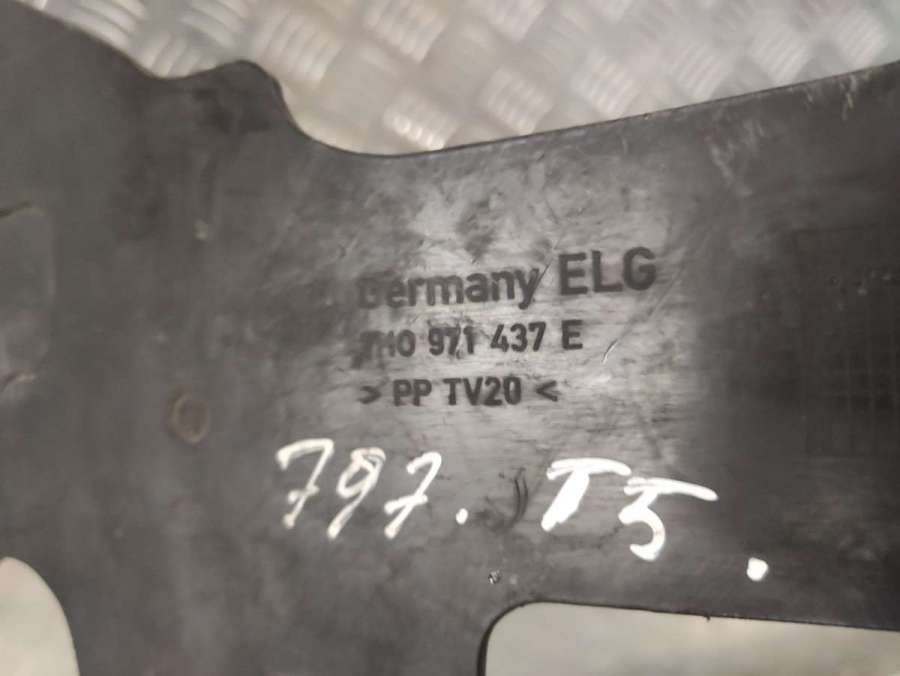 Germany ELG
7H0 971 437 E
> PP TV20 <
797. T5.